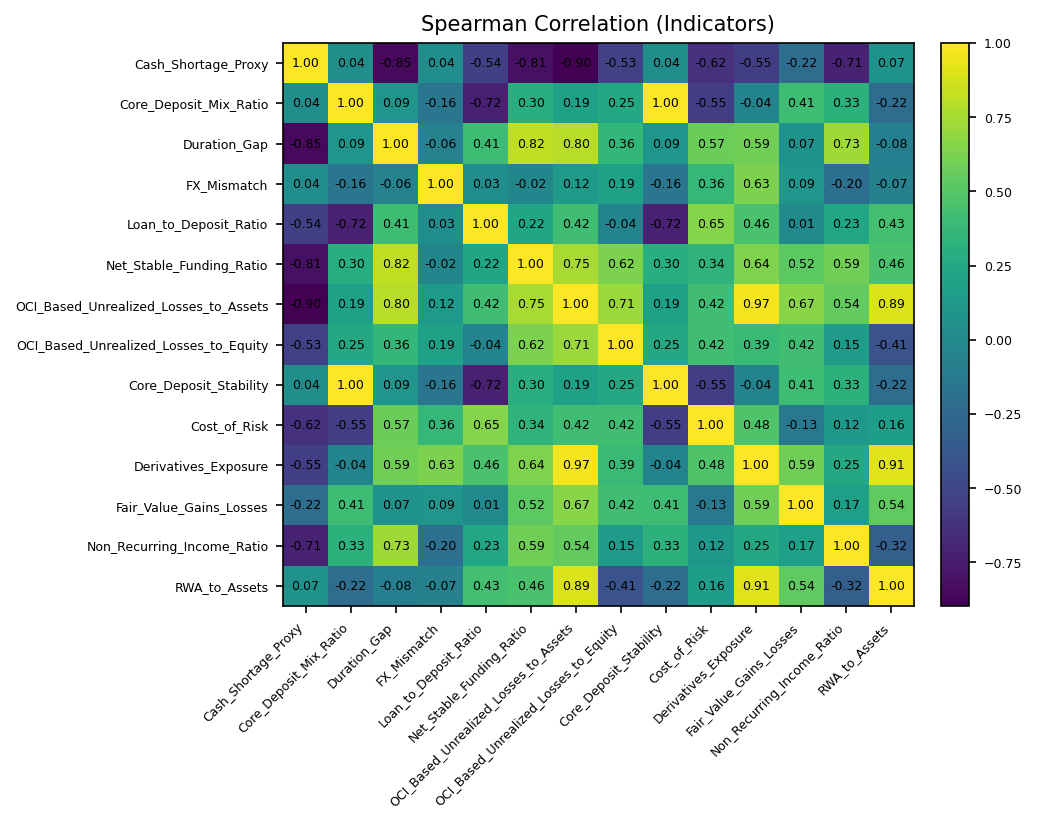 Spearman Correlation (Indicators)
Cash_Shortage_Proxy 1.00 0.04 -0.85 0.04 -0.54 -0.81 -0.90 -0.53 0.04 -0.62 -0.55 -0.22 -0.71 0.07
Core_Deposit_Mix_Ratio 0.04 1.00 0.09 -0.16 -0.72 0.30 0.19 0.25 1.00 -0.55 -0.04 0.41 0.33 -0.22
Duration_Gap -0.85 0.09 1.00 -0.06 0.41 0.82 0.80 0.36 0.09 0.57 0.59 0.07 0.73 -0.08
FX_Mismatch 0.04 -0.16 -0.06 1.00 0.03 -0.02 0.12 0.19 -0.16 0.36 0.63 0.09 -0.20 -0.07
Loan_to_Deposit_Ratio -0.54 -0.72 0.41 0.03 1.00 0.22 0.42 -0.04 -0.72 0.65 0.46 0.01 0.23 0.43
Net_Stable_Funding_Ratio -0.81 0.30 0.82 -0.02 0.22 1.00 0.75 0.62 0.30 0.34 0.64 0.52 0.59 0.46
OCI_Based_Unrealized_Losses_to_Assets -0.90 0.19 0.80 0.12 0.42 0.75 1.00 0.71 0.19 0.42 0.97 0.67 0.54 0.89
OCI_Based_Unrealized_Losses_to_Equity -0.53 0.25 0.36 0.19 -0.04 0.62 0.71 1.00 0.25 0.42 0.39 0.42 0.15 -0.41
Core_Deposit_Stability 0.04 1.00 0.09 -0.16 -0.72 0.30 0.19 0.25 1.00 -0.55 -0.04 0.41 0.33 -0.22
Cost_of_Risk -0.62 -0.55 0.57 0.36 0.65 0.34 0.42 0.42 -0.55 1.00 0.48 -0.13 0.12 0.16
Derivatives_Exposure -0.55 -0.04 0.59 0.63 0.46 0.64 0.97 0.39 -0.04 0.48 1.00 0.59 0.25 0.91
Fair_Value_Gains_Losses -0.22 0.41 0.07 0.09 0.01 0.52 0.67 0.42 0.41 -0.13 0.59 1.00 0.17 0.54
Non_Recurring_Income_Ratio -0.71 0.33 0.73 -0.20 0.23 0.59 0.54 0.15 0.33 0.12 0.25 0.17 1.00 -0.32
RWA_to_Assets 0.07 -0.22 -0.08 -0.07 0.43 0.46 0.89 -0.41 -0.22 0.16 0.91 0.54 -0.32 1.00
Cash_Shortage_Proxy
Core_Deposit_Mix_Ratio
Duration_Gap
FX_Mismatch
Loan_to_Deposit_Ratio
Net_Stable_Funding_Ratio
OCI_Based_Unrealized_Losses_to_Assets
OCI_Based_Unrealized_Losses_to_Equity
Core_Deposit_Stability
Cost_of_Risk
Derivatives_Exposure
Fair_Value_Gains_Losses
Non_Recurring_Income_Ratio
RWA_to_Assets
1.00
0.75
0.50
0.25
0.00
−0.25
−0.50
−0.75